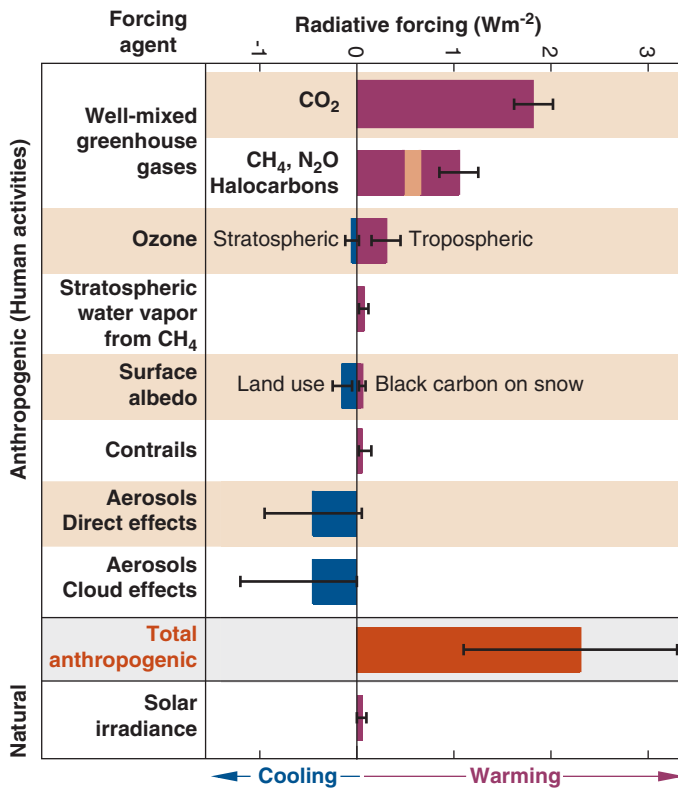 Forcing
agent
Radiative forcing (Wm-2)
-1 0 1 2 3
Anthropogenic (Human activities)
Well-mixed
greenhouse
gases
CO2
CH4, N2O
Halocarbons
Ozone
Stratospheric
Tropospheric
Stratospheric
water vapor
from CH4
Surface
albedo
Land use
Black carbon on snow
Contrails
Aerosols
Direct effects
Aerosols
Cloud effects
Total
anthropogenic
Natural
Solar
irradiance
Cooling
Warming